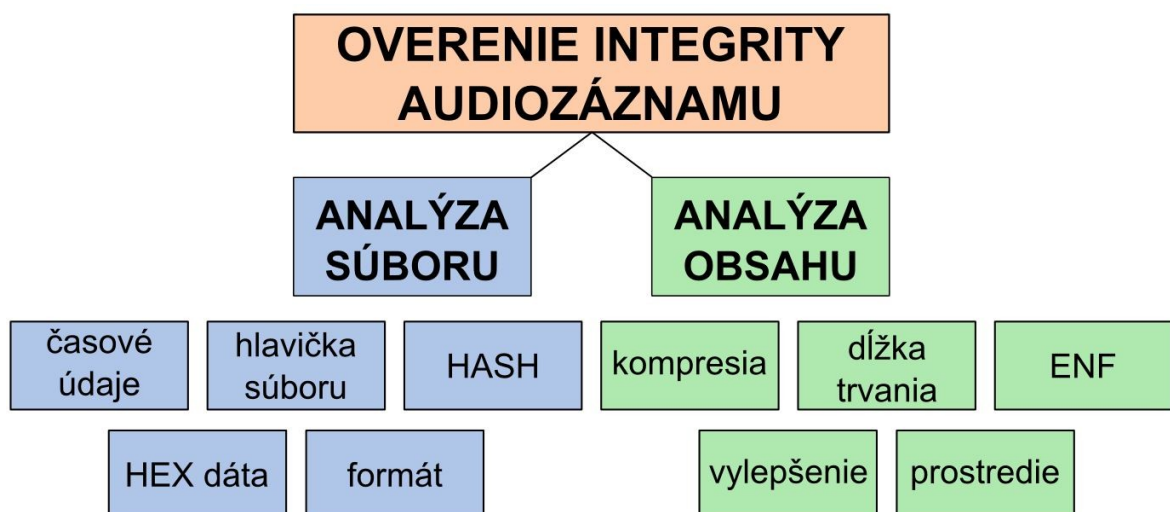 OVERENIE INTEGRITY
AUDIOZÁZNAMU
ANALÝZA
SÚBORU
ANALÝZA
OBSAHU
časové
údaje
hlavička
súboru
HASH
kompresia
dĺžka
trvania
ENF
HEX dáta
formát
vylepšenie
prostredie